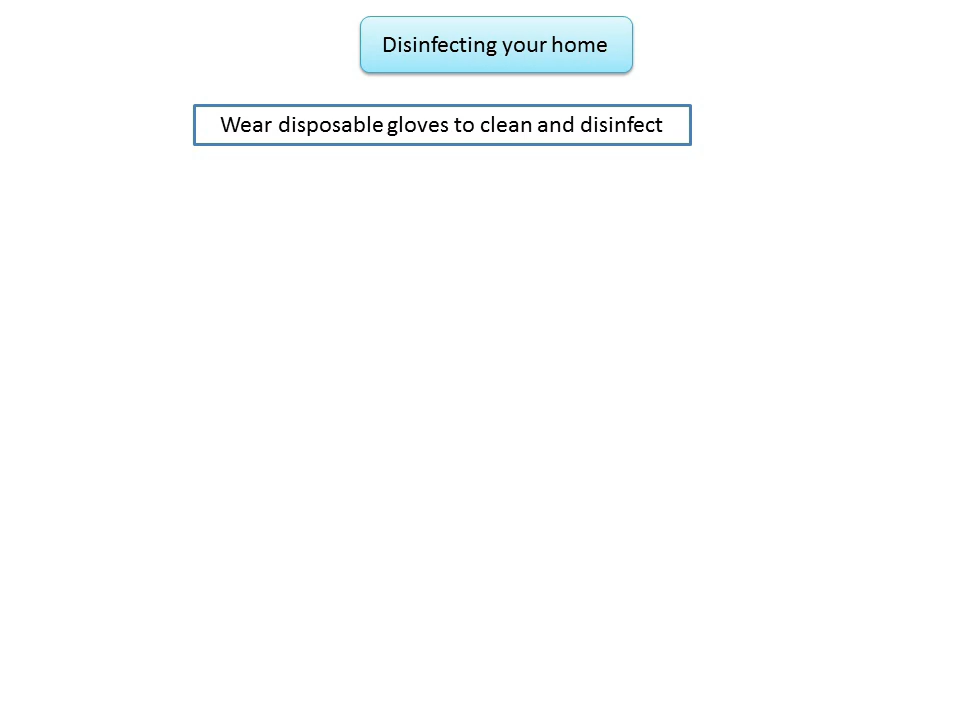 Disinfecting your home
Wear disposable gloves to clean and disinfect